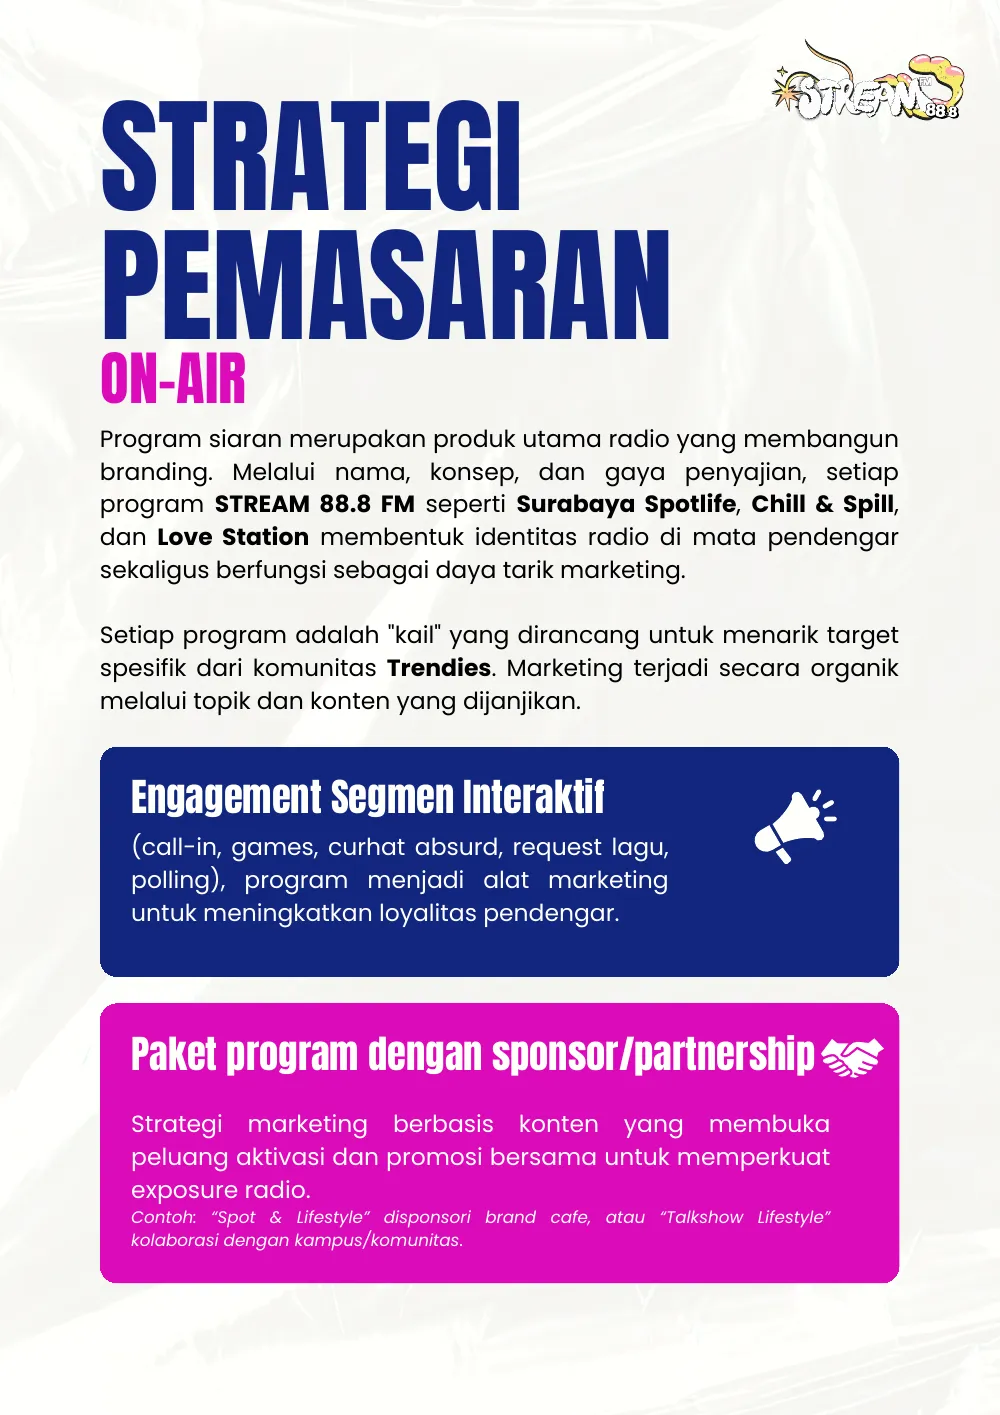 STREAM FM
88.8
STRATEGI
PEMASARAN
ON-AIR
Program siaran merupakan produk utama radio yang membangun
branding. Melalui nama, konsep, dan gaya penyajian, setiap
program STREAM 88.8 FM seperti Surabaya Spotlife, Chill & Spill,
dan Love Station membentuk identitas radio di mata pendengar
sekaligus berfungsi sebagai daya tarik marketing.
Setiap program adalah "kail" yang dirancang untuk menarik target
spesifik dari komunitas Trendies. Marketing terjadi secara organik
melalui topik dan konten yang dijanjikan.
Engagement Segmen Interaktif
(call-in, games, curhat absurd, request lagu,
polling), program menjadi alat marketing
untuk meningkatkan loyalitas pendengar.
Paket program dengan sponsor/partnership
Strategi marketing berbasis konten yang membuka
peluang aktivasi dan promosi bersama untuk memperkuat
exposure radio.
Contoh: “Spot & Lifestyle” disponsori brand cafe, atau “Talkshow Lifestyle”
kolaborasi dengan kampus/komunitas.